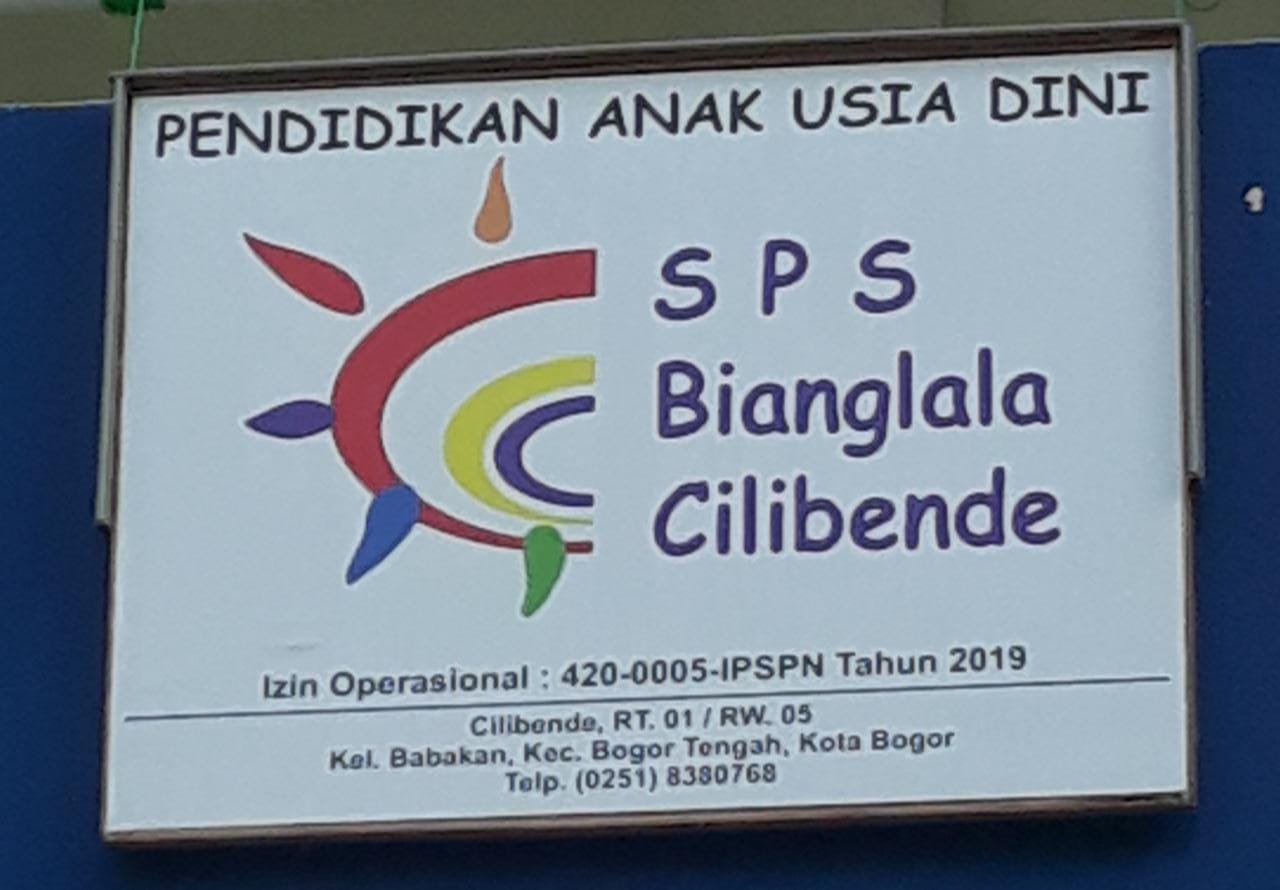 PENDIDIKAN ANAK USIA DINI
S P S
Bianglala
Cilibende
Izin Operasional : 420-0005-IPSPN Tahun 2019
Cilibende, RT. 01 / RW. 05
Kel. Babakan, Kec. Bogor Tengah, Kota Bogor
Telp. (0251) 8380768